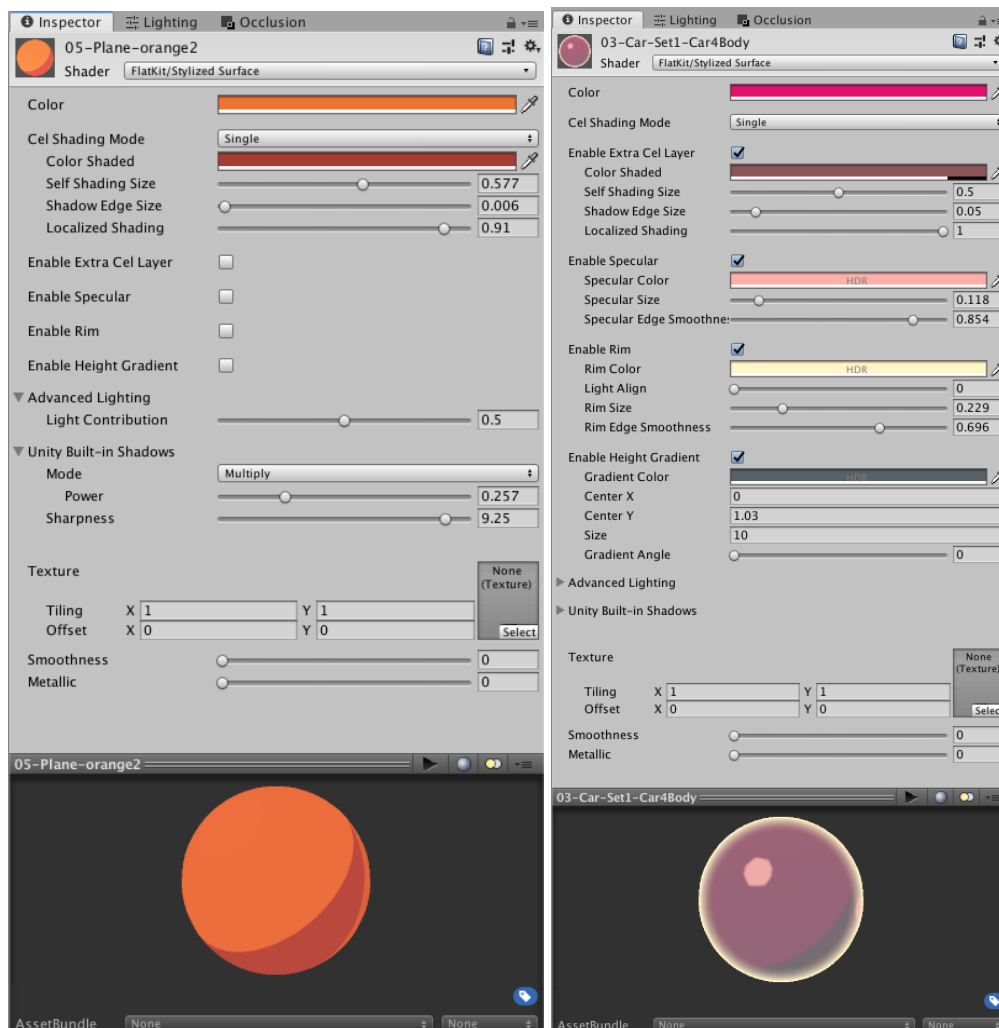 Inspector Lighting Occlusion
05-Plane-orange2
Shader FlatKit/Stylized Surface
Color
Cel Shading Mode Single
Color Shaded
Self Shading Size 0.577
Shadow Edge Size 0.006
Localized Shading 0.91
Enable Extra Cel Layer
Enable Specular
Enable Rim
Enable Height Gradient
Advanced Lighting
Light Contribution 0.5
Unity Built-in Shadows
Mode Multiply
Power 0.257
Sharpness 9.25
Texture None
(Texture)
Tiling X 1 Y 1
Offset X 0 Y 0 Select
Smoothness 0
Metallic 0
05-Plane-orange2
AssetBundle None None
Inspector Lighting Occlusion
03-Car-Set1-Car4Body
Shader FlatKit/Stylized Surface
Color
Cel Shading Mode Single
Enable Extra Cel Layer
Color Shaded
Self Shading Size 0.5
Shadow Edge Size 0.05
Localized Shading 1
Enable Specular
Specular Color HDR
Specular Size 0.118
Specular Edge Smoothne: 0.854
Enable Rim
Rim Color HDR
Light Align 0
Rim Size 0.229
Rim Edge Smoothness 0.696
Enable Height Gradient
Gradient Color HDR
Center X 0
Center Y 1.03
Size 10
Gradient Angle 0
Advanced Lighting
Unity Built-in Shadows
Texture None
(Texture)
Tiling X 1 Y 1
Offset X 0 Y 0 Selec
Smoothness 0
Metallic 0
03-Car-Set1-Car4Body
AssetBundle None None